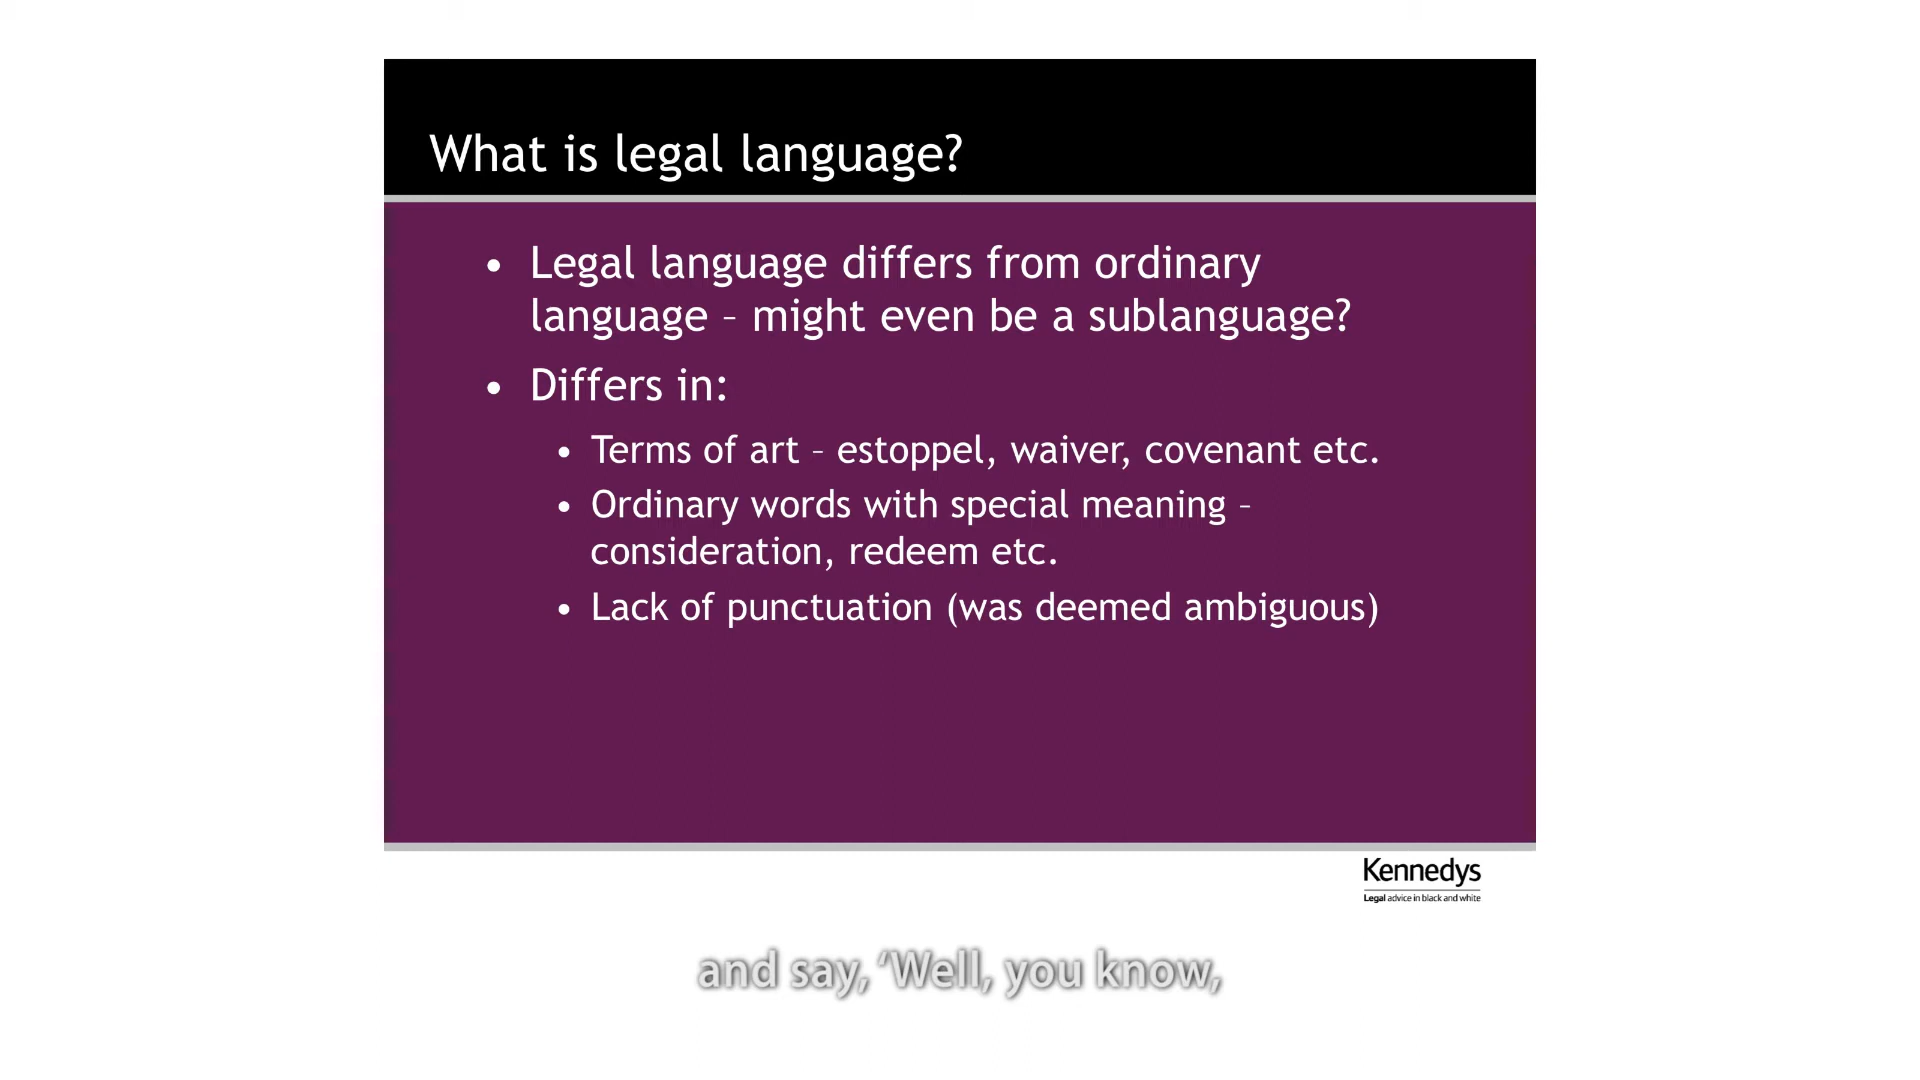 What is legal language?
• Legal language differs from ordinary
language – might even be a sublanguage?
• Differs in:
• Terms of art – estoppel, waiver, covenant etc.
• Ordinary words with special meaning –
consideration, redeem etc.
• Lack of punctuation (was deemed ambiguous)
Kennedys
Legal advice in black and white
and say, ‘Well, you know,